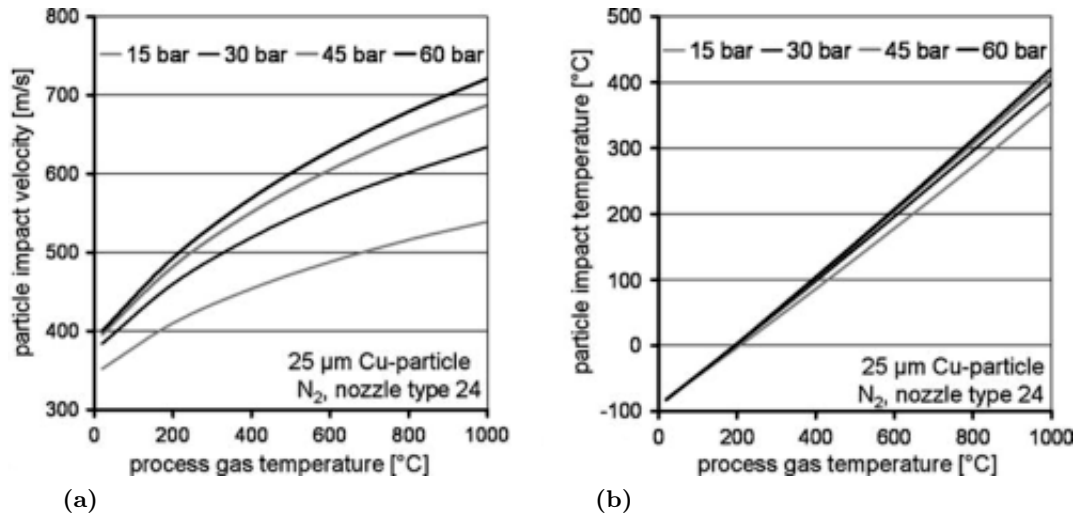 800
700
600
500
400
300
particle impact velocity [m/s]
15 bar 30 bar 45 bar 60 bar
25 µm Cu-particle
N₂, nozzle type 24
0 200 400 600 800 1000
process gas temperature [°C]
(a)
500
400
300
200
100
0
-100
particle impact temperature [°C]
15 bar 30 bar 45 bar 60 bar
25 µm Cu-particle
N₂, nozzle type 24
0 200 400 600 800 1000
process gas temperature [°C]
(b)